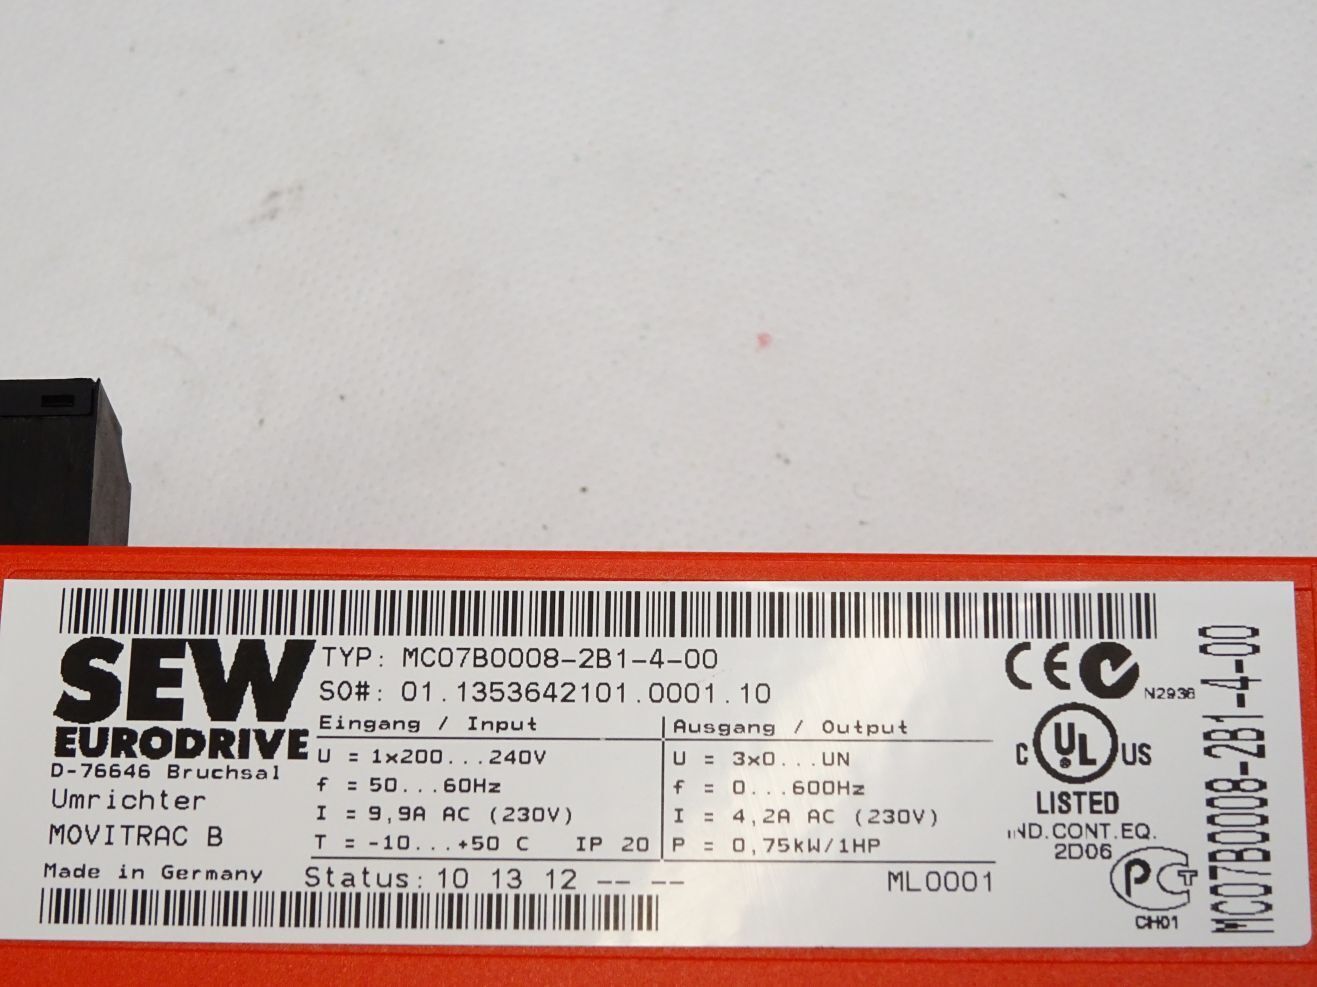 SEW
EURODRIVE
D-76646 Bruchsal
Umrichter
MOVITRAC B
Made in Germany
TYP: MC07B0008-2B1-4-00
SO#: 01.1353642101.0001.10
Eingang / Input
U = 1x200...240V
f = 50...60Hz
I = 9,9A AC (230V)
T = -10...+50 C IP 20
Ausgang / Output
U = 3x0...UN
f = 0...600Hz
I = 4,2A AC (230V)
P = 0,75kW/1HP
Status: 10 13 12 -- --
ML0001
CE
N2936
C UL US
LISTED
IND.CONT.EQ.
2D06
PCT
CH01
MC07B0008-2B1-4-00